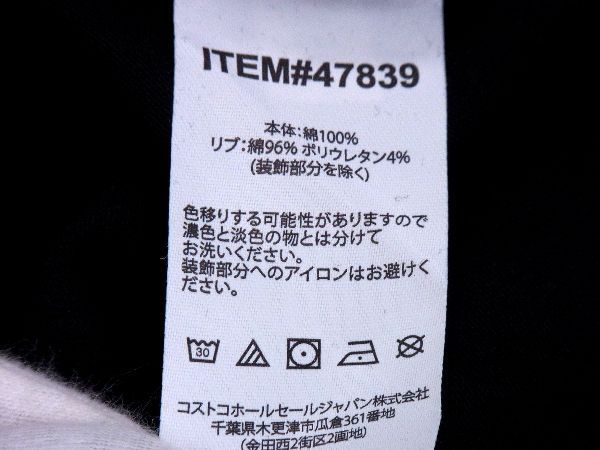 ITEM#47839
本体：綿100%
リブ：綿96% ポリウレタン4%
(装飾部分を除く)
色移りする可能性がありますので
濃色と淡色の物とは分けて
お洗いください。
装飾部分へのアイロンはお避けく
ださい。
30
コストコホールセールジャパン株式会社
千葉県木更津市瓜倉361番地
(金田西2街区2画地)